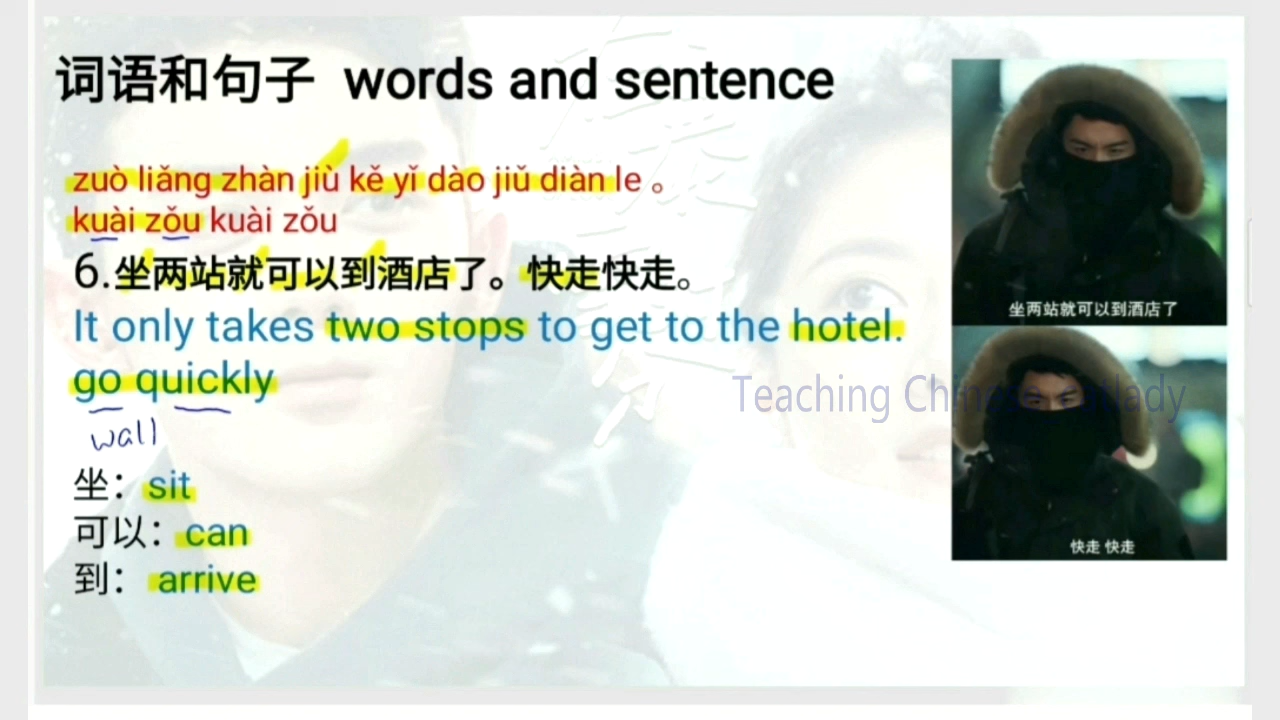 词语和句子 words and sentence
zuò liǎng zhàn jiù kě yǐ dào jiǔ diàn le 。
kuài zǒu kuài zǒu
6.坐两站就可以到酒店了。快走快走。
It only takes two stops to get to the hotel.
go quickly
wall
坐： sit
可以： can
到： arrive
坐两站就可以到酒店了
快走 快走
Teaching Chinese